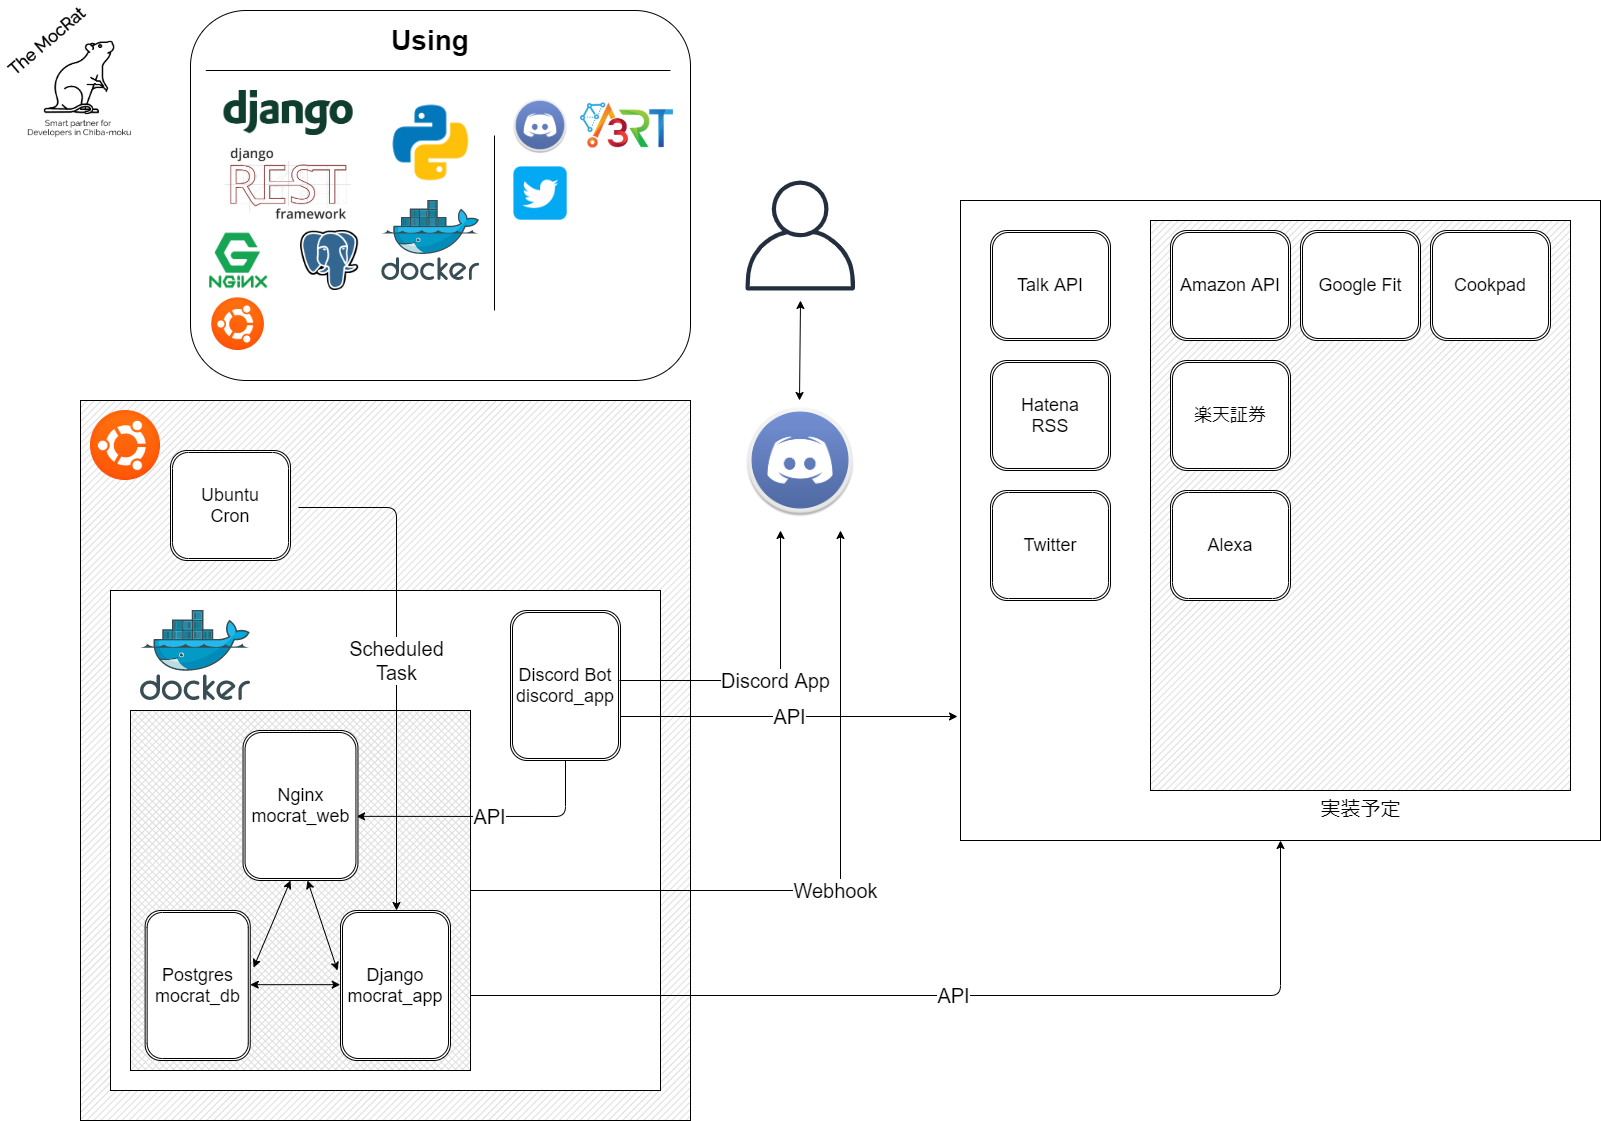 The MocRat
Smart partner for
Developers in Chiba-moku
Using
django
django
REST
framework
NGiNX
docker
A3RT
Ubuntu
Cron
docker
Scheduled
Task
Discord Bot
discord_app
Discord App
API
Nginx
mocrat_web
API
Webhook
Postgres
mocrat_db
Django
mocrat_app
API
Talk API
Hatena
RSS
Twitter
Amazon API
Google Fit
Cookpad
楽天証券
Alexa
実装予定